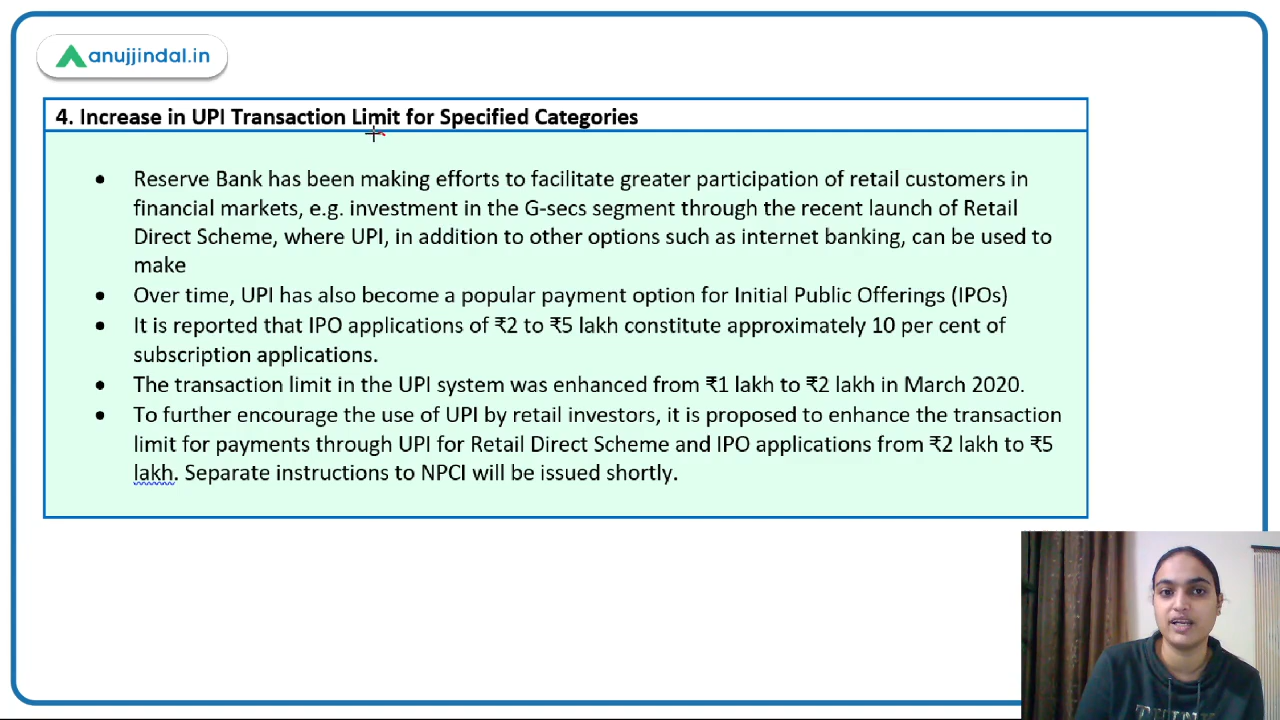 anujjindal.in
4. Increase in UPI Transaction Limit for Specified Categories
• Reserve Bank has been making efforts to facilitate greater participation of retail customers in
financial markets, e.g. investment in the G-secs segment through the recent launch of Retail
Direct Scheme, where UPI, in addition to other options such as internet banking, can be used to
make
• Over time, UPI has also become a popular payment option for Initial Public Offerings (IPOs)
• It is reported that IPO applications of ₹2 to ₹5 lakh constitute approximately 10 per cent of
subscription applications.
• The transaction limit in the UPI system was enhanced from ₹1 lakh to ₹2 lakh in March 2020.
• To further encourage the use of UPI by retail investors, it is proposed to enhance the transaction
limit for payments through UPI for Retail Direct Scheme and IPO applications from ₹2 lakh to ₹5
lakh. Separate instructions to NPCI will be issued shortly.